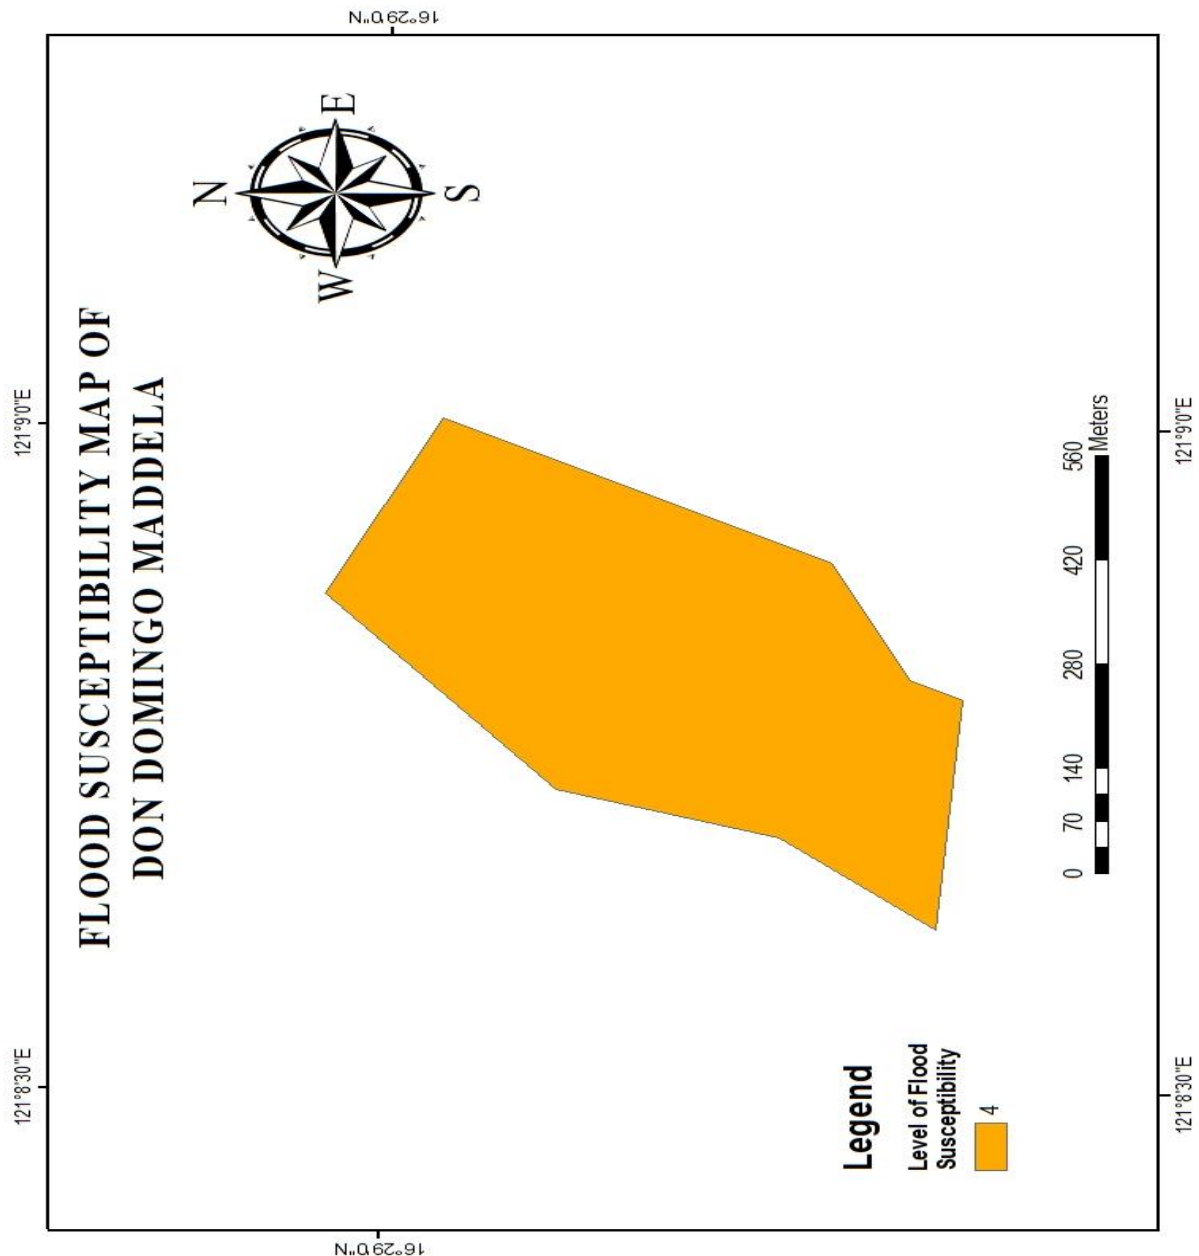 121°8'30"E
121°9'0"E
FLOOD SUSCEPTIBILITY MAP OF
DON DOMINGO MADDELA
N
W E
S
16°29'0"N
16°29'0"N
Legend
Level of Flood
Susceptibility
4
0 70 140 280 420 560
Meters
121°8'30"E
121°9'0"E